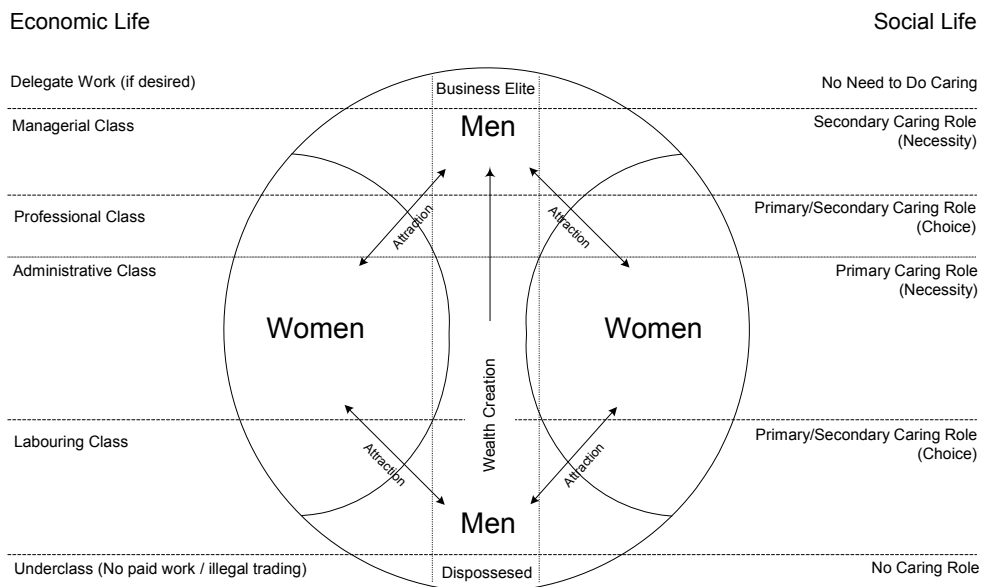 Economic Life
Social Life
Delegate Work (if desired)
Business Elite
No Need to Do Caring
Managerial Class
Men
Secondary Caring Role
(Necessity)
Professional Class
Attraction
Attraction
Primary/Secondary Caring Role
(Choice)
Administrative Class
Primary Caring Role
(Necessity)
Women
Women
Wealth Creation
Labouring Class
Attraction
Attraction
Primary/Secondary Caring Role
(Choice)
Men
Underclass (No paid work / illegal trading)
Dispossesed
No Caring Role